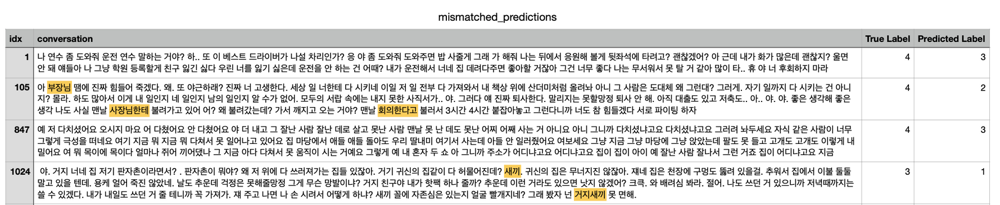 mismatched_predictions
idx conversation True Label Predicted Label
1 나 연수 좀 도와줘 운전 연수 말하는 거야? 하.. 또 이 베스트 드라이버가 나설 차리인가? 응 야 좀 도와줘 도와주면 밥 사줄게 그래 가 해줘 나는 뒤에서 응원해 볼게 뒷좌석에 타려고? 괜찮겠어? 아 근데 내가 화가 많은데 괜찮지? 울면 4 3
안 돼 얘들아 나 그냥 학원 등록할게 친구 잃긴 싫다 우린 너를 잃기 싫은데 운전을 안 하는 건 어때? 내가 운전해서 너네 집 데려다주면 좋아할 거잖아 그건 너무 좋다 나는 무서워서 못 탈 거 같아 많이 타.. 휴 야 너 후회하지 마라
105 아 부장님 땜에 진짜 힘들어 죽겠다. 왜. 또 야근하래? 진짜 너 고생한다. 세상 일 너한테 다 시키네 이일 저 일 전부 다 가져와서 내 책상 위에 산더미처럼 올려놔 아니 그 사람은 도대체 왜 그런대? 그러게. 자기 일까지 다 시키는 건 아니 4 2
지? 몰라. 하도 많아서 이게 내 일인지 네 일인지 남의 일인지 알 수가 없어. 모두의 서랍 속에는 내지 못한 사직서가.. 야. 그러다 얘 진짜 퇴사한다. 말리지는 못할망정 퇴사 안 해. 아직 대출도 있고 저축도.. 아.. 야. 야. 좋은 생각해 좋은
생각 나도 사실 맨날 사장님한테 불려가고 있어 어? 왜 불려갔는데? 가서 깨지고 오는 거야? 맨날 회의한다고 불러서 3시간 4시간 붙잡아놓고 그런다니까 너도 참 힘들겠다 서로 파이팅 하자
847 예 저 다치셨어요 오시지 마요 어 다쳤어요 안 다쳤어요 야 더 내고 그 잘난 사람 잘난 데로 살고 못난 사람 맨날 못 난 데도 못난 어찌 어째 사는 거 아니요 아니 그니까 다치셨냐고요 다치셨냐고요 그러려 놔두세요 자식 같은 사람이 너무 4 3
그렇게 극성을 떠네요 여기 지금 뭐 지금 뭐 다쳐서 못 일어나고 있어요 집 마당에서 애들 애들 돌아도 우리 딸내미 여기서 사는데 아들 안 일러줬어요 여보세요 그냥 지금 그냥 마당에 그냥 앉았는데 팔도 못 들고 고개도 고개도 이렇게 내
밀어요 여 뭐 목이에 목이다 얼마나 쥐어 끼어댔나 그 지금 아다 다쳐서 못 움직이 시는 거예요 그렇게 예 내 혼자 두 쇼 아 그니까 주소가 어디냐고요 어디냐고요 집이 집이 아이 예 잘난 사람 잘나서 그런 거죠 집이 어디냐고요 지금
1024 야. 거지 너네 집 저기 판자촌이라면서? . 판자촌이 뭐야? 왜 저 위에 다 쓰러져가는 집들 있잖아. 거기 귀신의 집같이 다 허물어진데? 새끼. 귀신의 집은 무너지진 않잖아. 쟤네 집은 천장에 구멍도 뚫려 있을걸. 추워서 집에서 이불 둘둘 3 1
말고 있을 텐데. 용케 얼어 죽진 않았네. 날도 추운데 걱정은 못해줄망정 그게 무슨 망발이냐? 거지 친구야 내가 핫팩 하나 줄까? 추운데 이런 거라도 있으면 낫지 않겠어? 크큭. 와 배려심 봐라. 절어. 나도 쓰던 거 있으니까 저녁때까지는
쓸 수 있겠다. 내가 내일도 쓰던 거 줄 테니까 꼭 가져가. 쟤 주고 나면 나 손 시려서 어떻게 하냐? 새끼 꼴에 자존심은 있는지 얼굴 빨개지네? 그래 봤자 넌 거지새끼 못 면해.